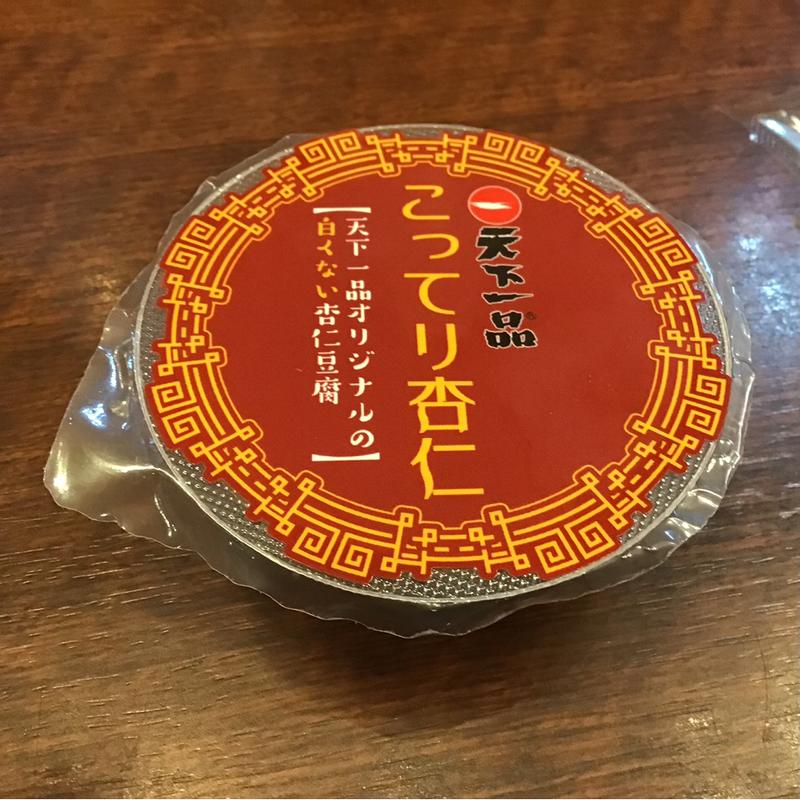 天下一品®
こってり杏仁
【天下一品オリジナルの
白くない杏仁豆腐】